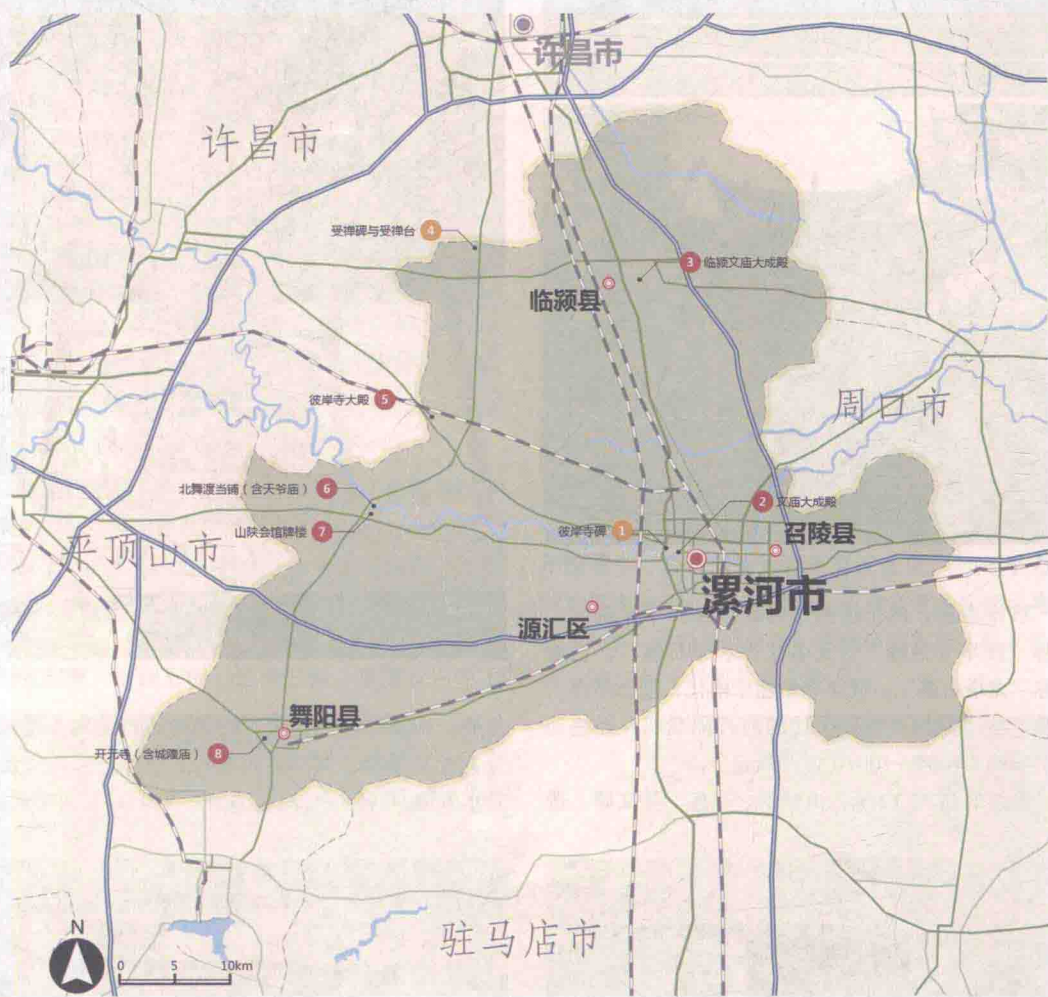 许昌市
许昌市
受禅碑与受禅台 4
3 临颍文庙大成殿
临颍县
彼岸寺大殿 5
周口市
北舞渡当铺（含天爷庙） 6
2 文庙大成殿
山陕会馆牌楼 7
彼岸寺碑 1
召陵县
平顶山市
漯河市
源汇区
舞阳县
开元寺（含城隍庙） 8
驻马店市
N
0 5 10km